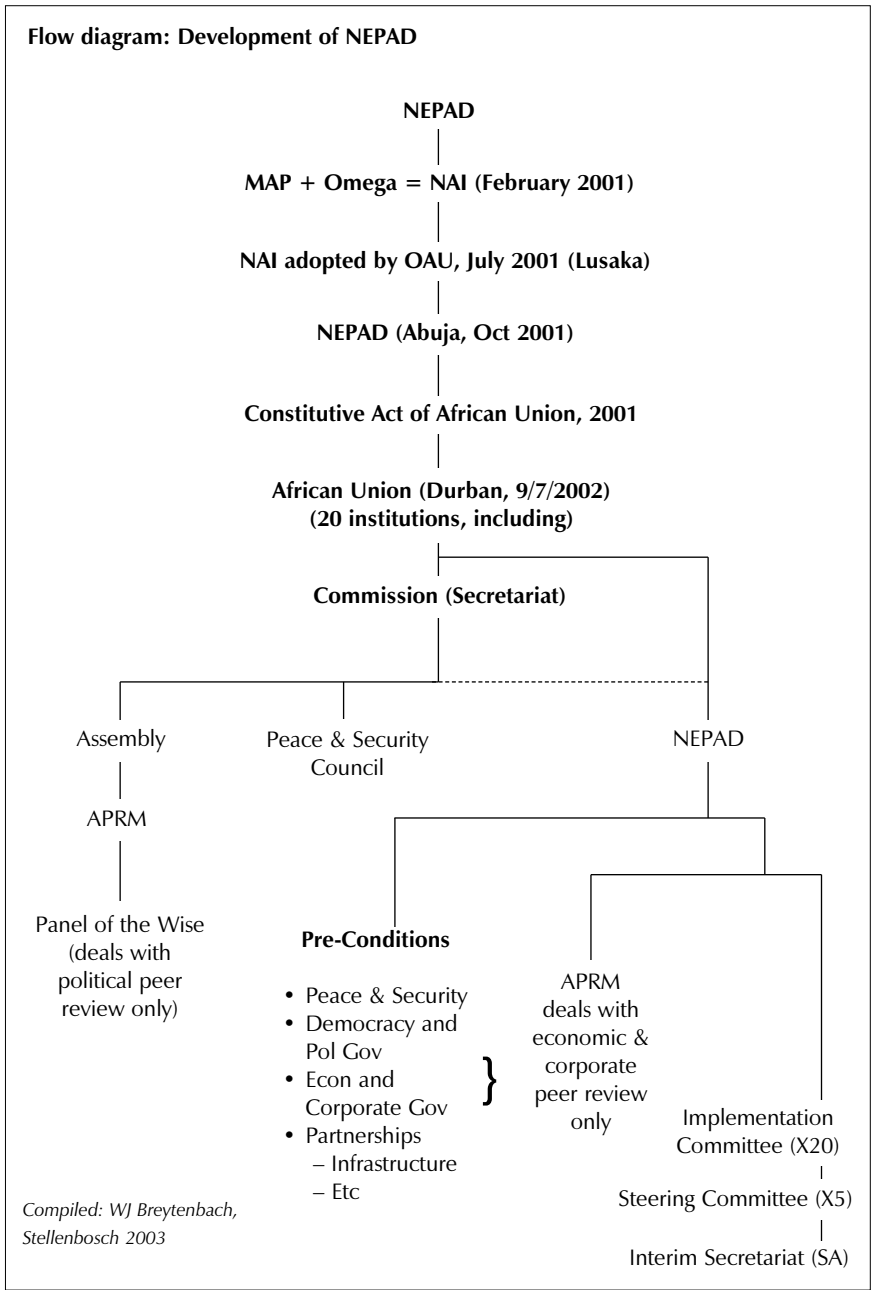 Flow diagram: Development of NEPAD
NEPAD
MAP + Omega = NAI (February 2001)
NAI adopted by OAU, July 2001 (Lusaka)
NEPAD (Abuja, Oct 2001)
Constitutive Act of African Union, 2001
African Union (Durban, 9/7/2002)
(20 institutions, including)
Commission (Secretariat)
Assembly
APRM
Panel of the Wise
(deals with
political peer
review only)
Peace & Security
Council
NEPAD
Pre-Conditions
• Peace & Security
• Democracy and
Pol Gov
• Econ and
Corporate Gov
• Partnerships
– Infrastructure
– Etc
}
APRM
deals with
economic &
corporate
peer review
only
Implementation
Committee (X20)
Steering Committee (X5)
Interim Secretariat (SA)
Compiled: WJ Breytenbach,
Stellenbosch 2003